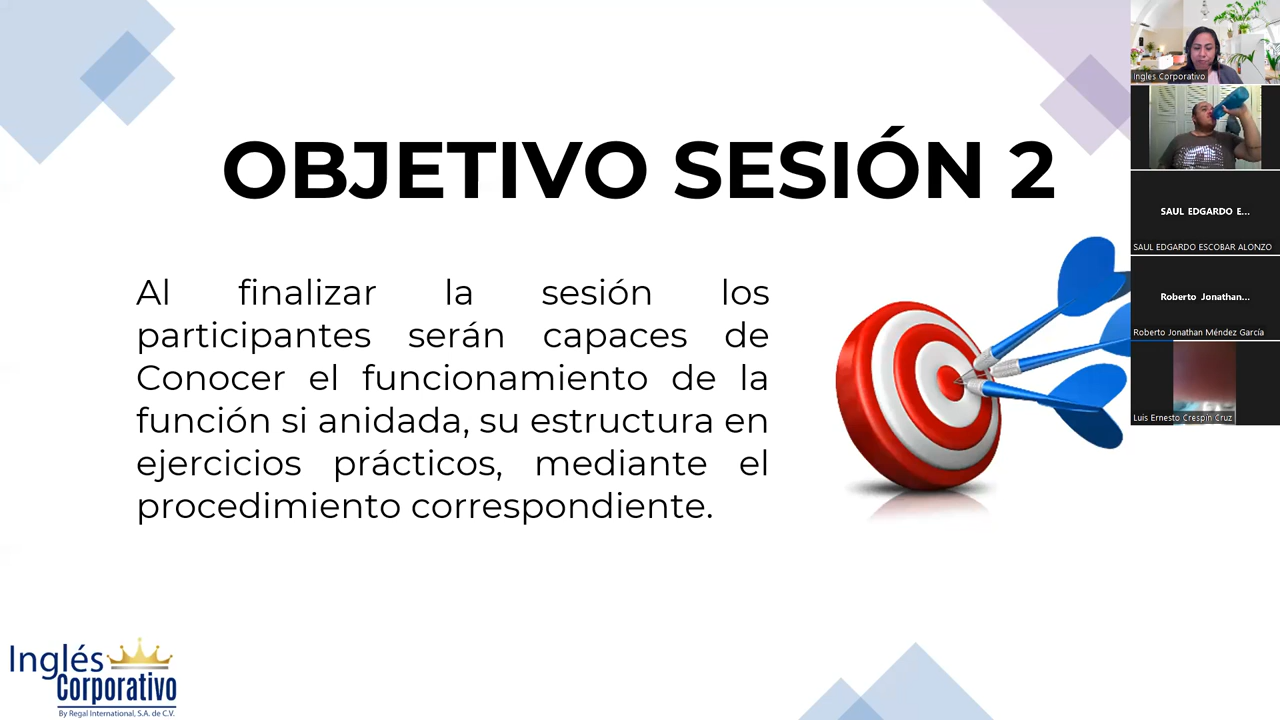 OBJETIVO SESIÓN 2
Al finalizar la sesión los
participantes serán capaces de
Conocer el funcionamiento de la
función si anidada, su estructura en
ejercicios prácticos, mediante el
procedimiento correspondiente.
Inglés
Corporativo
By Regal International, S.A. de C.V.
Ingles Corporativo
SAUL EDGARDO E...
SAUL EDGARDO ESCOBAR ALONZO
Roberto Jonathan...
Roberto Jonathan Méndez García
Luis Ernesto Crespin Cruz